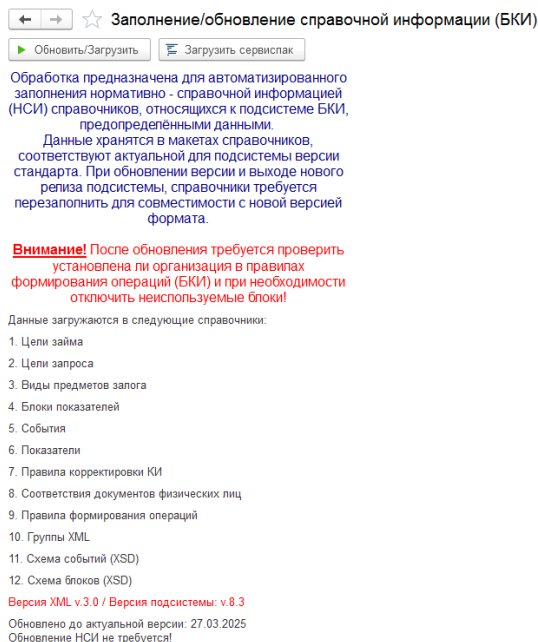 Заполнение/обновление справочной информации (БКИ)
Обновить/Загрузить
Загрузить сервиспак
Обработка предназначена для автоматизированного
заполнения нормативно - справочной информацией
(НСИ) справочников, относящихся к подсистеме БКИ,
предопределёнными данными.
Данные хранятся в макетах справочников,
соответствуют актуальной для подсистемы версии
стандарта. При обновлении версии и выходе нового
релиза подсистемы, справочники требуется
перезаполнить для совместимости с новой версией
формата.
Внимание! После обновления требуется проверить
установлена ли организация в правилах
формирования операций (БКИ) и при необходимости
отключить неиспользуемые блоки!
Данные загружаются в следующие справочники:
1. Цели займа
2. Цели запроса
3. Виды предметов залога
4. Блоки показателей
5. События
6. Показатели
7. Правила корректировки КИ
8. Соответствия документов физических лиц
9. Правила формирования операций
10. Группы XML
11. Схема событий (XSD)
12. Схема блоков (XSD)
Версия XML v.3.0 / Версия подсистемы: v.8.3
Обновлено до актуальной версии: 27.03.2025
Обновление НСИ не требуется!